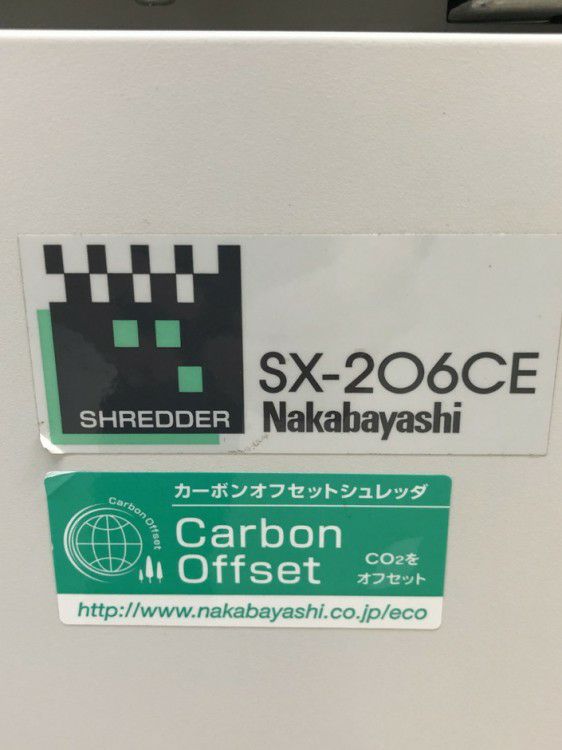 SHREDDER
SX-206CE
Nakabayashi
カーボンオフセットシュレッダ
Carbon Offset
Carbon
Offset
CO2を
オフセット
http://www.nakabayashi.co.jp/eco